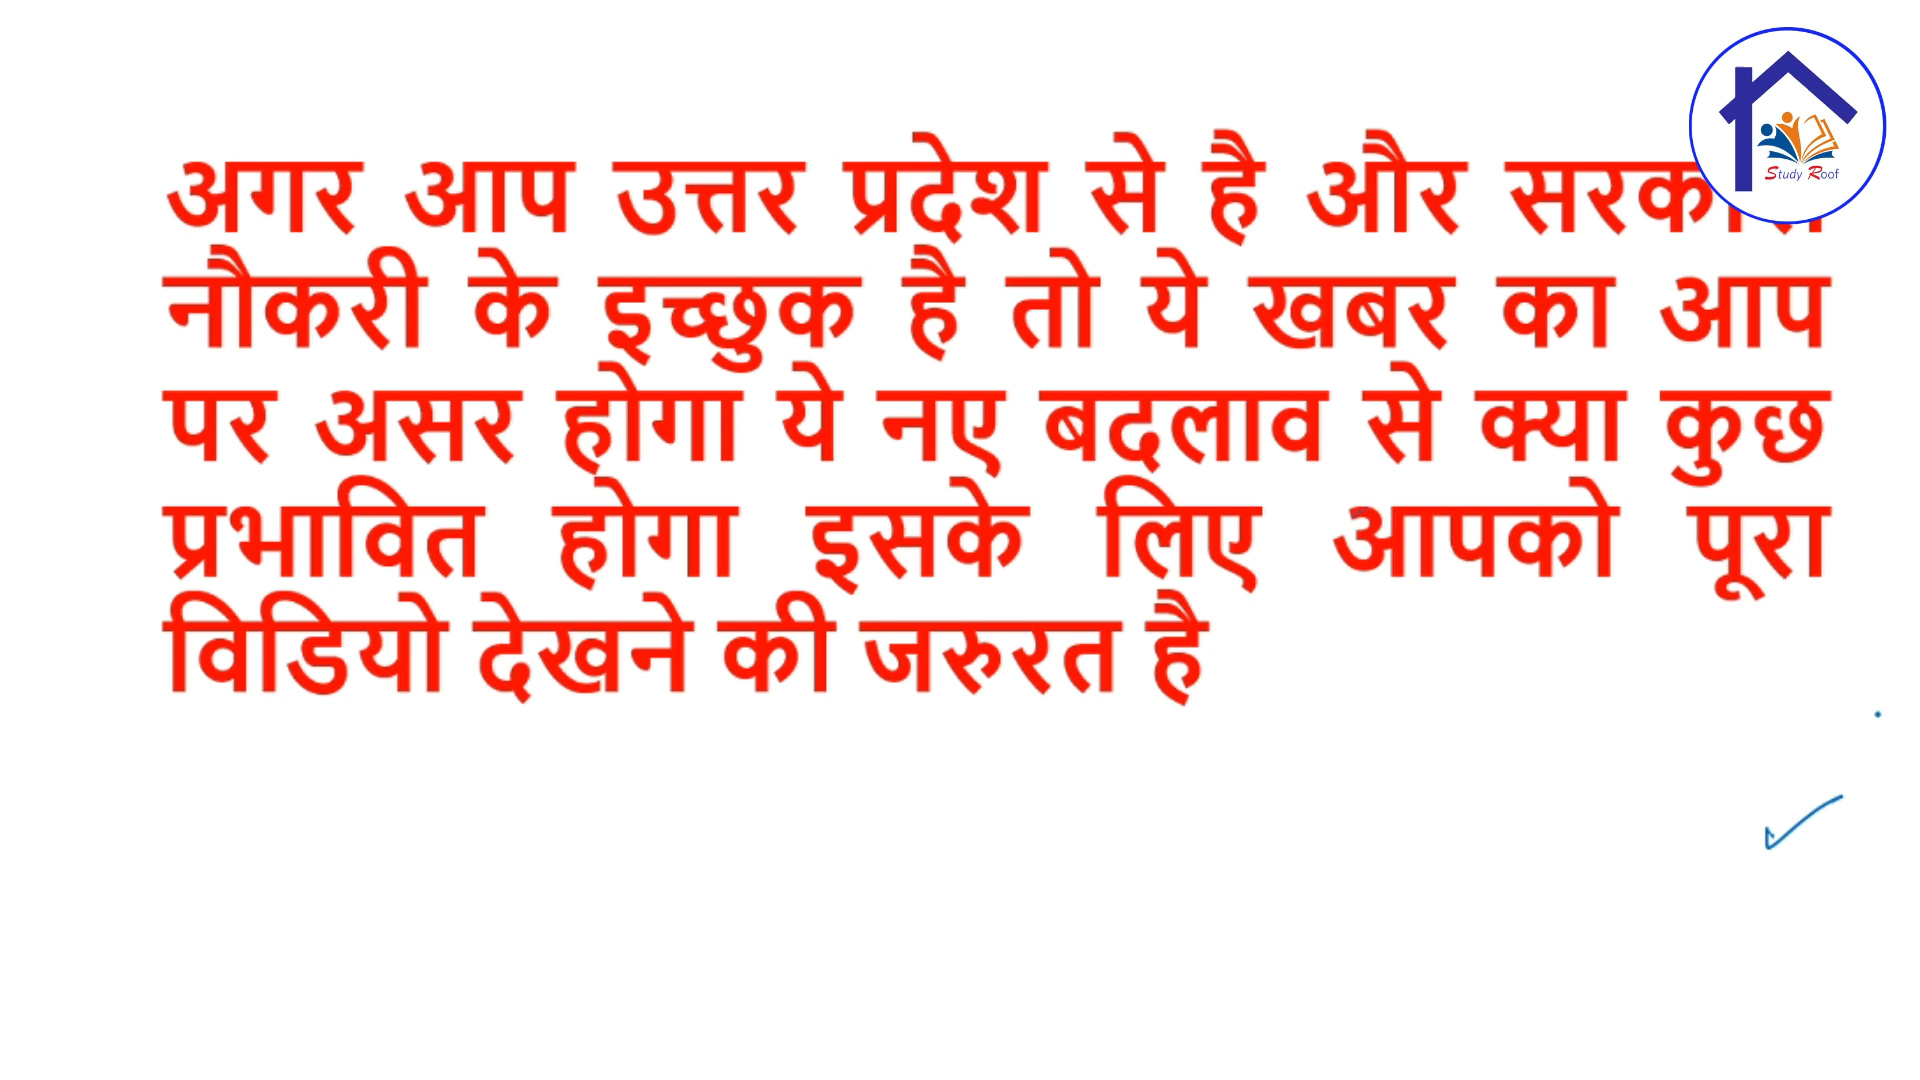 अगर आप उत्तर प्रदेश से है और
नौकरी के इच्छुक है तो ये खबर का आप
पर असर होगा ये नए बदलाव से क्या कुछ
प्रभावित होगा इसके लिए आपको पूरा
विडियो देखने की जरुरत है
Study Roof